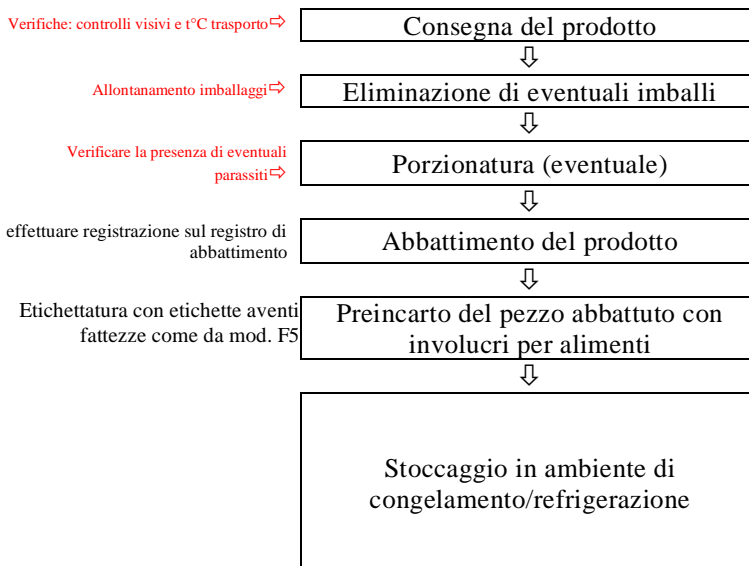 Verifiche: controlli visivi e t°C trasporto⇨
Consegna del prodotto
⇩
Allontanamento imballaggi⇨
Eliminazione di eventuali imballi
⇩
Verificare la presenza di eventuali
parassiti⇨
Porzionatura (eventuale)
⇩
effettuare registrazione sul registro di
abbattimento
Abbattimento del prodotto
⇩
Etichettatura con etichette aventi
fattezze come da mod. F5
Preincarto del pezzo abbattuto con
involucri per alimenti
⇩
Stoccaggio in ambiente di
congelamento/refrigerazione